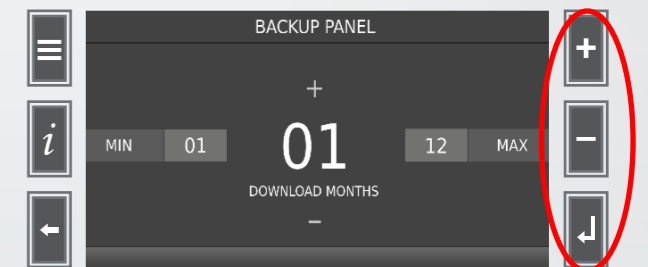 BACKUP PANEL
+
+
i
MIN 01 01 12 MAX
−
DOWNLOAD MONTHS
−